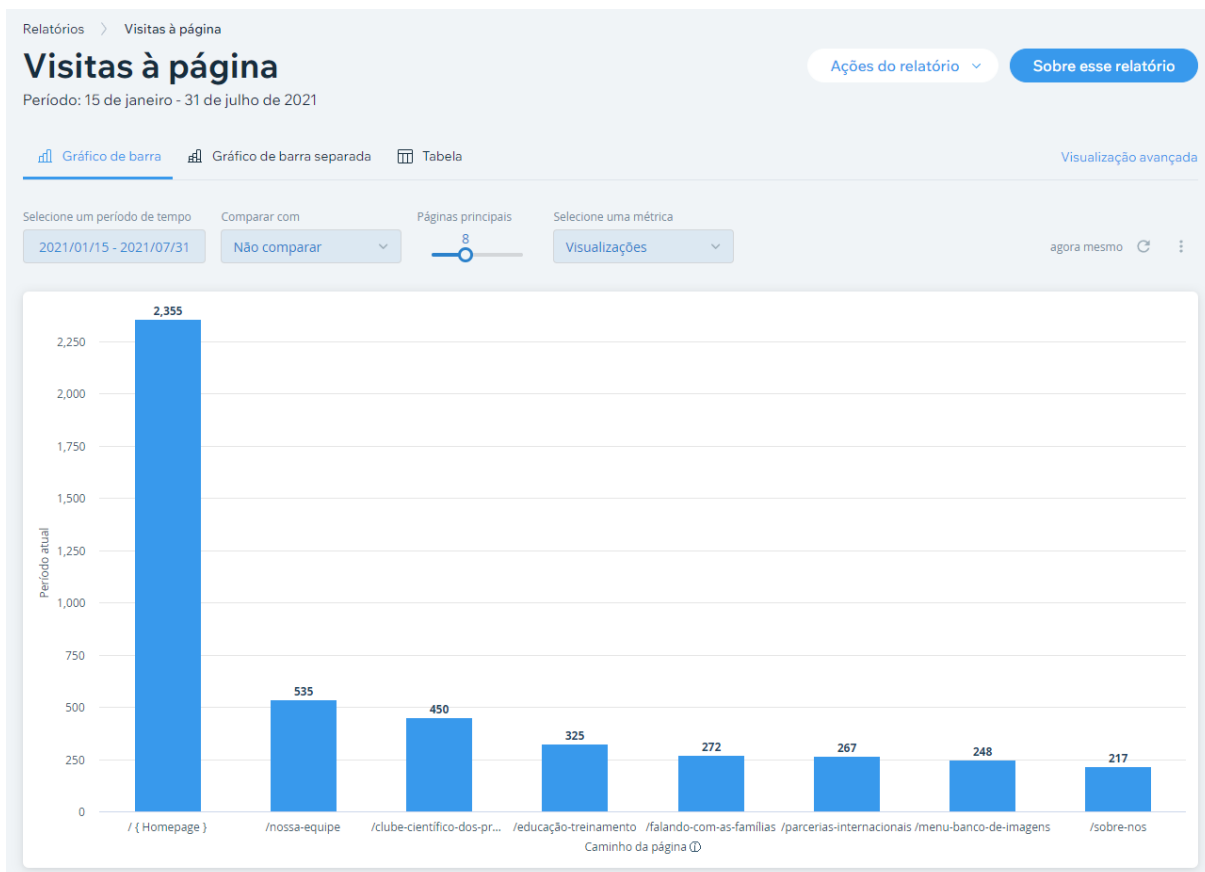 Relatórios > Visitas à página
Visitas à página
Ações do relatório
Sobre esse relatório
Período: 15 de janeiro - 31 de julho de 2021
Gráfico de barra
Gráfico de barra separada
Tabela
Visualização avançada
Selecione um período de tempo
Comparar com
Páginas principais
Selecione uma métrica
2021/01/15 - 2021/07/31
Não comparar
8
Visualizações
agora mesmo
2,355
2,250
2,000
1,750
1,500
1,250
1,000
750
500
250
0
Período atual
535
450
325
272
267
248
217
/ { Homepage }
/nossa-equipe
/clube-científico-dos-pr...
/educação-treinamento
/falando-com-as-famílias
/parcerias-internacionais
/menu-banco-de-imagens
/sobre-nos
Caminho da página